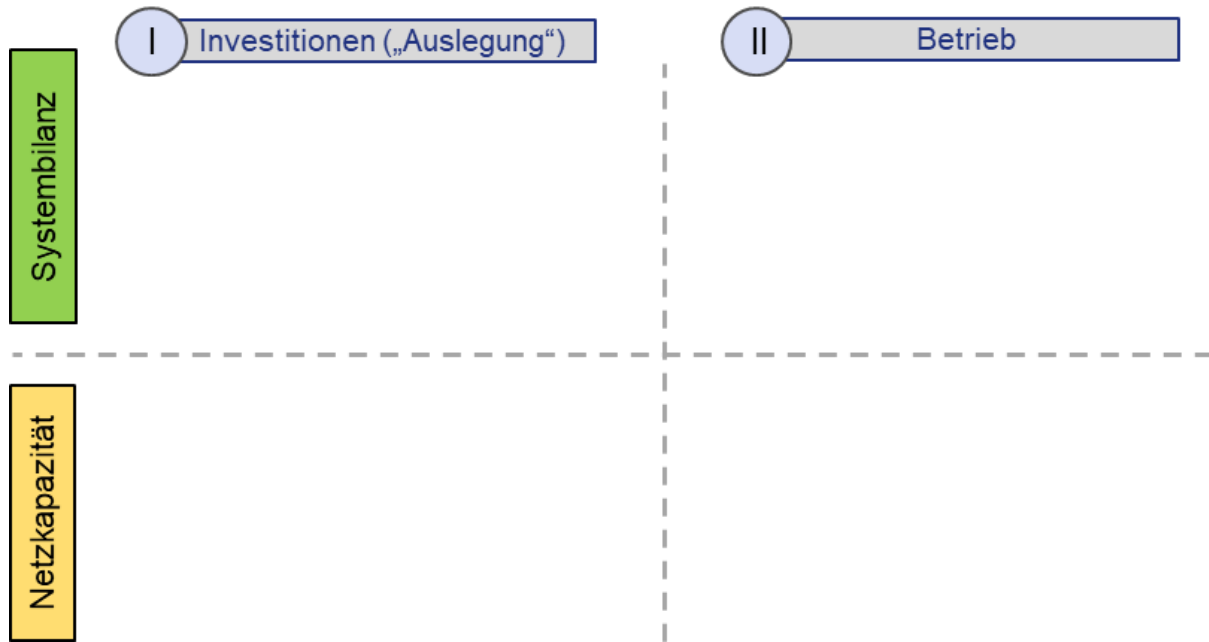 I
Investitionen („Auslegung“)
II
Betrieb
Systembilanz
Netzkapazität